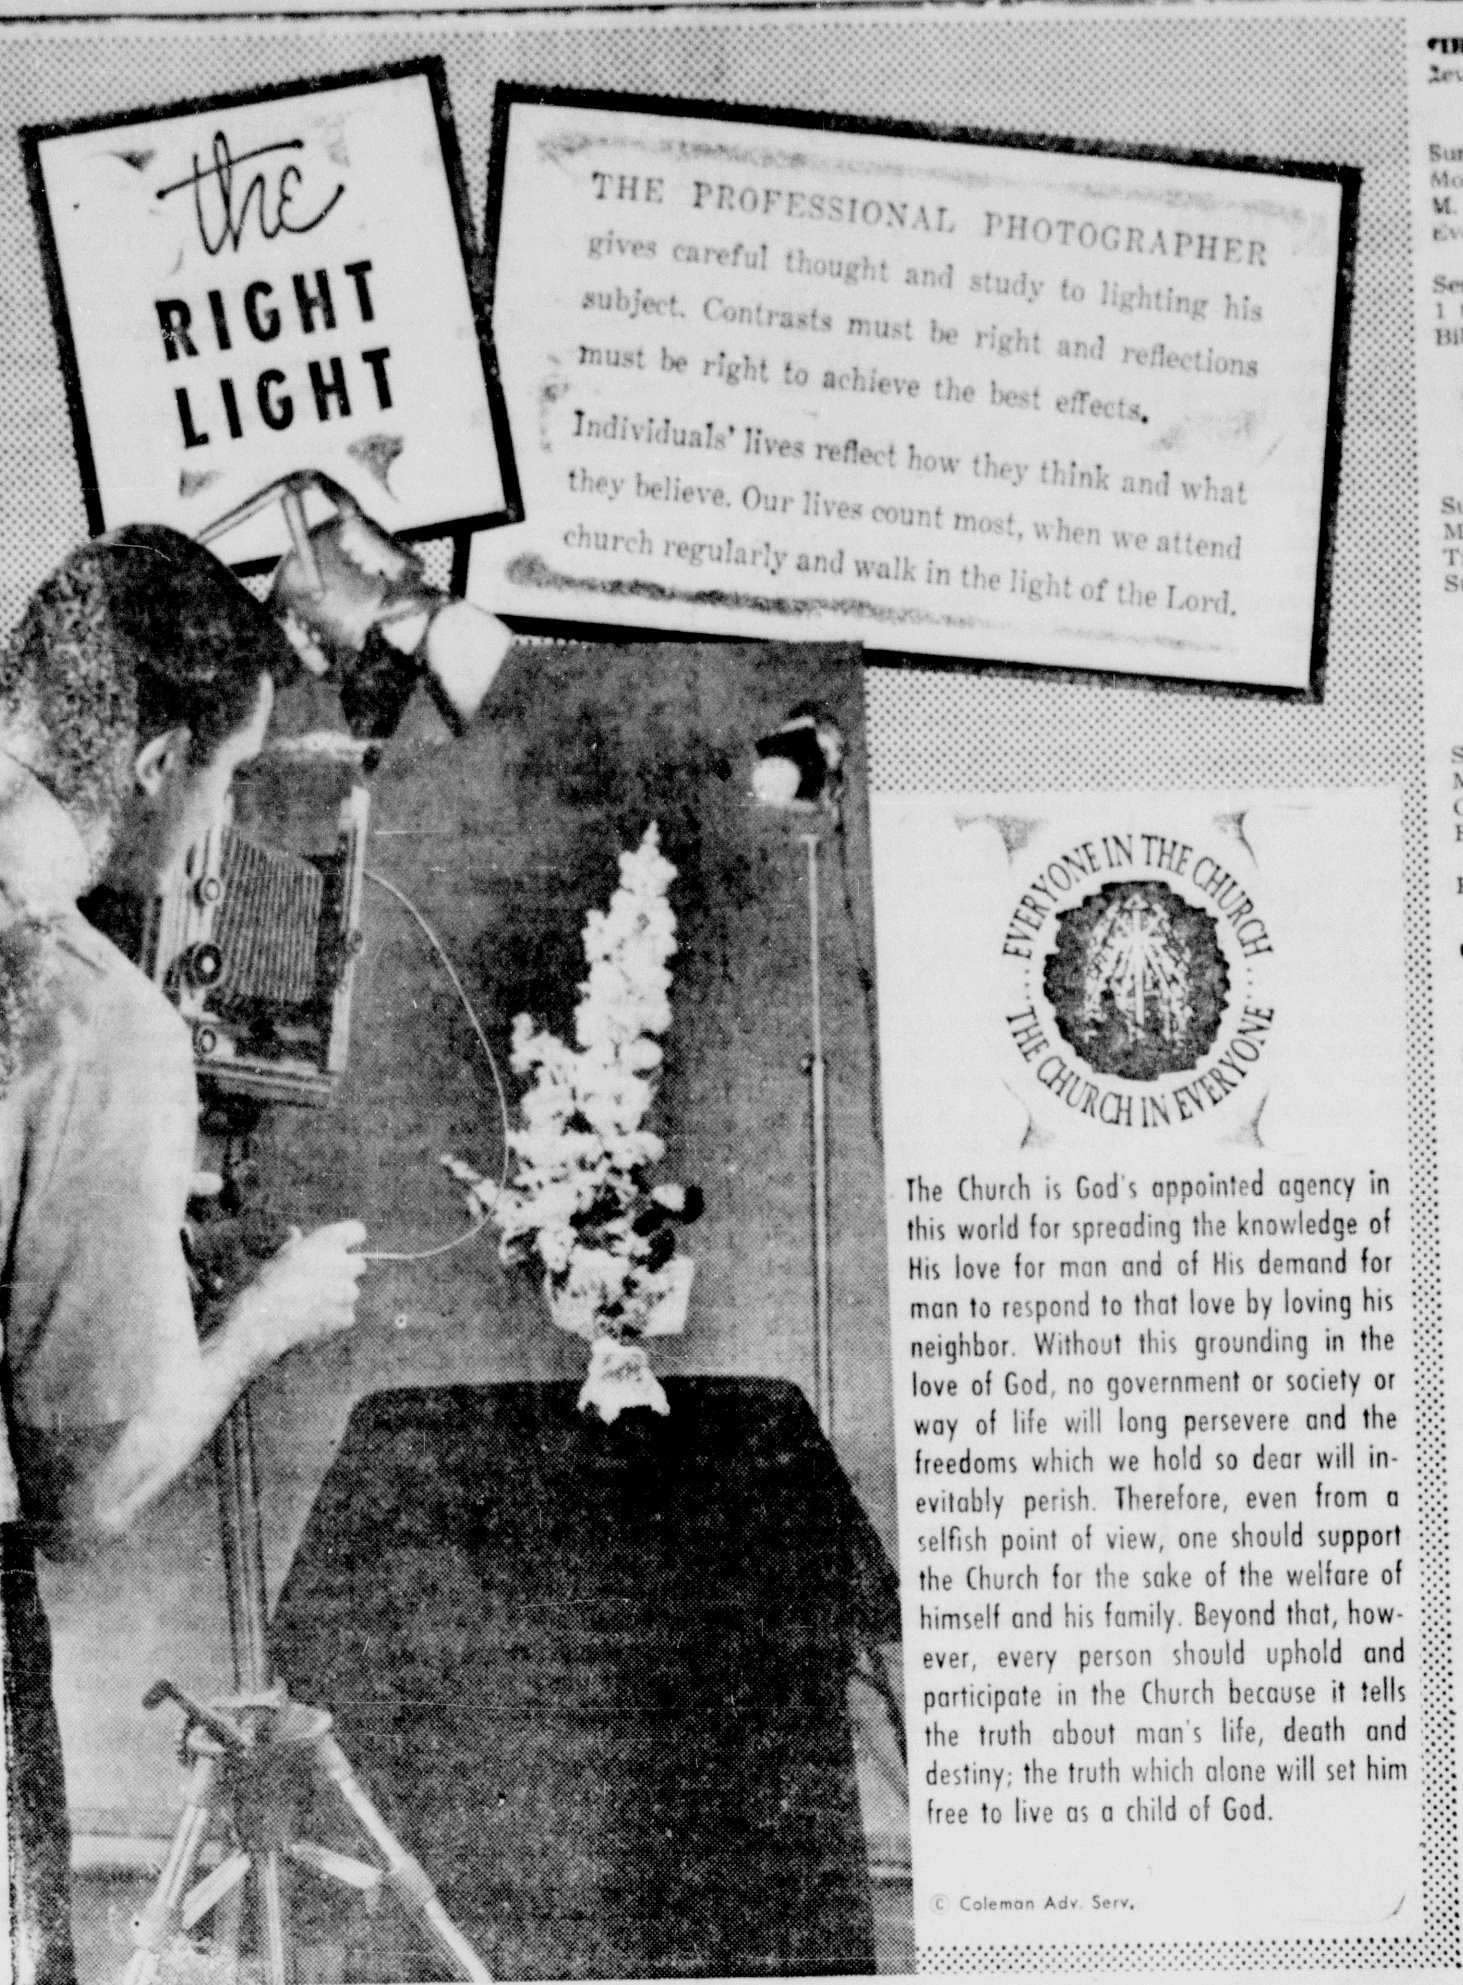 the
RIGHT
LIGHT
THE PROFESSIONAL PHOTOGRAPHER
gives careful thought and study to lighting his
subject. Contrasts must be right and reflections
must be right to achieve the best effects.
Individuals' lives reflect how they think and what
they believe. Our lives count most, when we attend
church regularly and walk in the light of the Lord.
EVERYONE IN THE CHURCH...
THE CHURCH IN EVERYONE...
The Church is God's appointed agency in
this world for spreading the knowledge of
His love for man and of His demand for
man to respond to that love by loving his
neighbor. Without this grounding in the
love of God, no government or society or
way of life will long persevere and the
freedoms which we hold so dear will in-
evitably perish. Therefore, even from a
selfish point of view, one should support
the Church for the sake of the welfare of
himself and his family. Beyond that, how-
ever, every person should uphold and
participate in the Church because it tells
the truth about man's life, death and
destiny; the truth which alone will set him
free to live as a child of God.
© Coleman Adv. Serv.